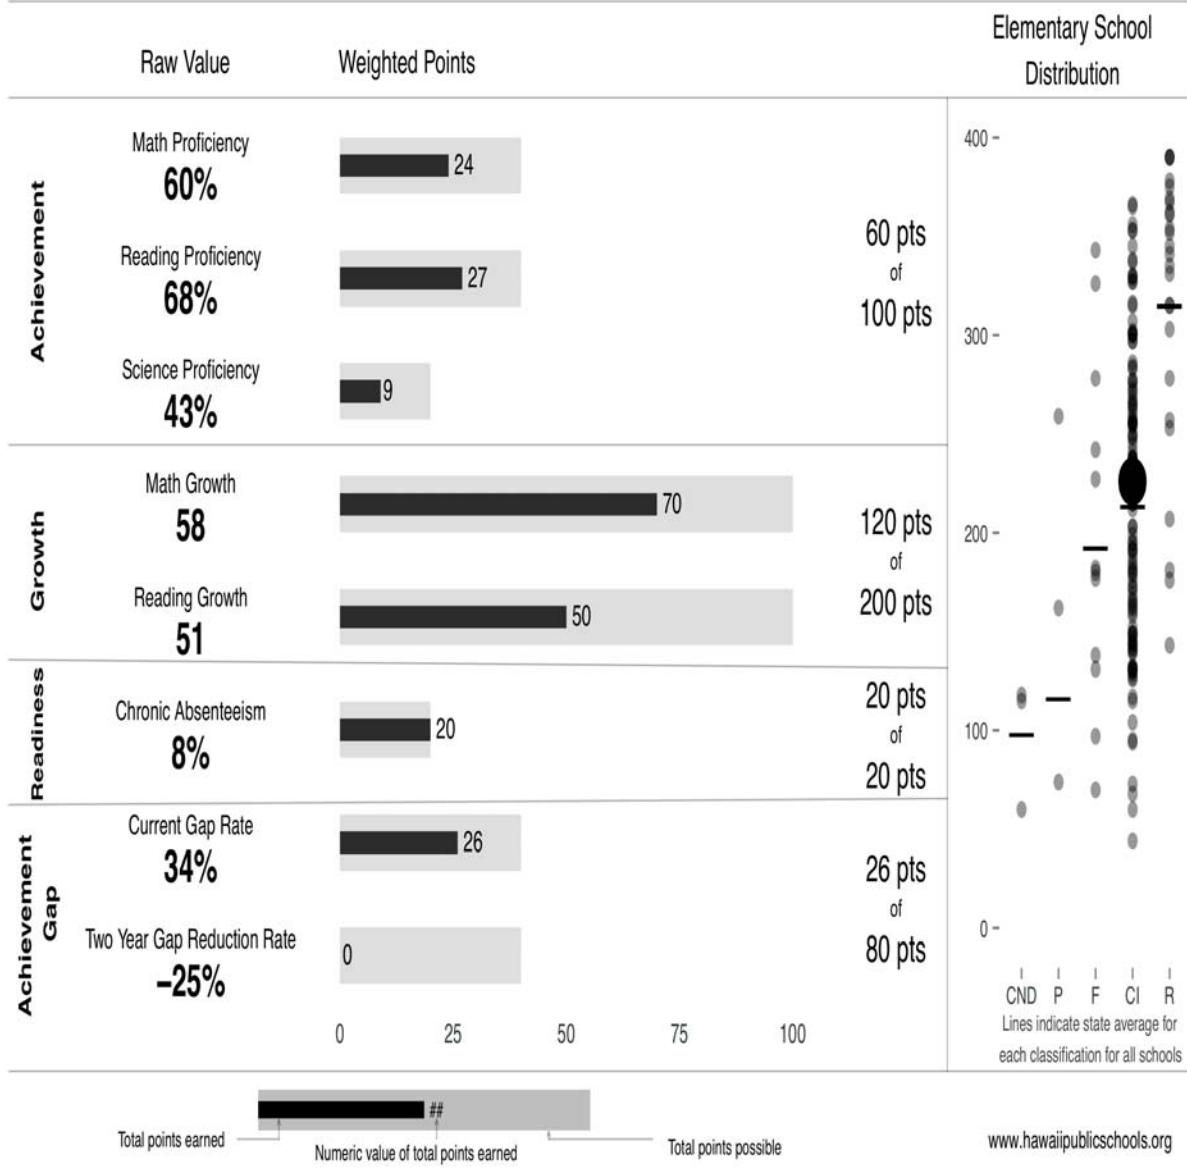 Raw Value
Weighted Points
Elementary School
Distribution
Achievement
Math Proficiency
60%
24
Reading Proficiency
68%
27
Science Proficiency
43%
9
60 pts
of
100 pts
Growth
Math Growth
58
70
Reading Growth
51
50
120 pts
of
200 pts
Readiness
Chronic Absenteeism
8%
20
20 pts
of
20 pts
Achievement
Gap
Current Gap Rate
34%
26
Two Year Gap Reduction Rate
–25%
0
26 pts
of
80 pts
0 25 50 75 100
400
300
200
100
0
CND P F CI R
Lines indicate state average for
each classification for all schools
##
Total points earned
Numeric value of total points earned
Total points possible
www.hawaiipublicschools.org